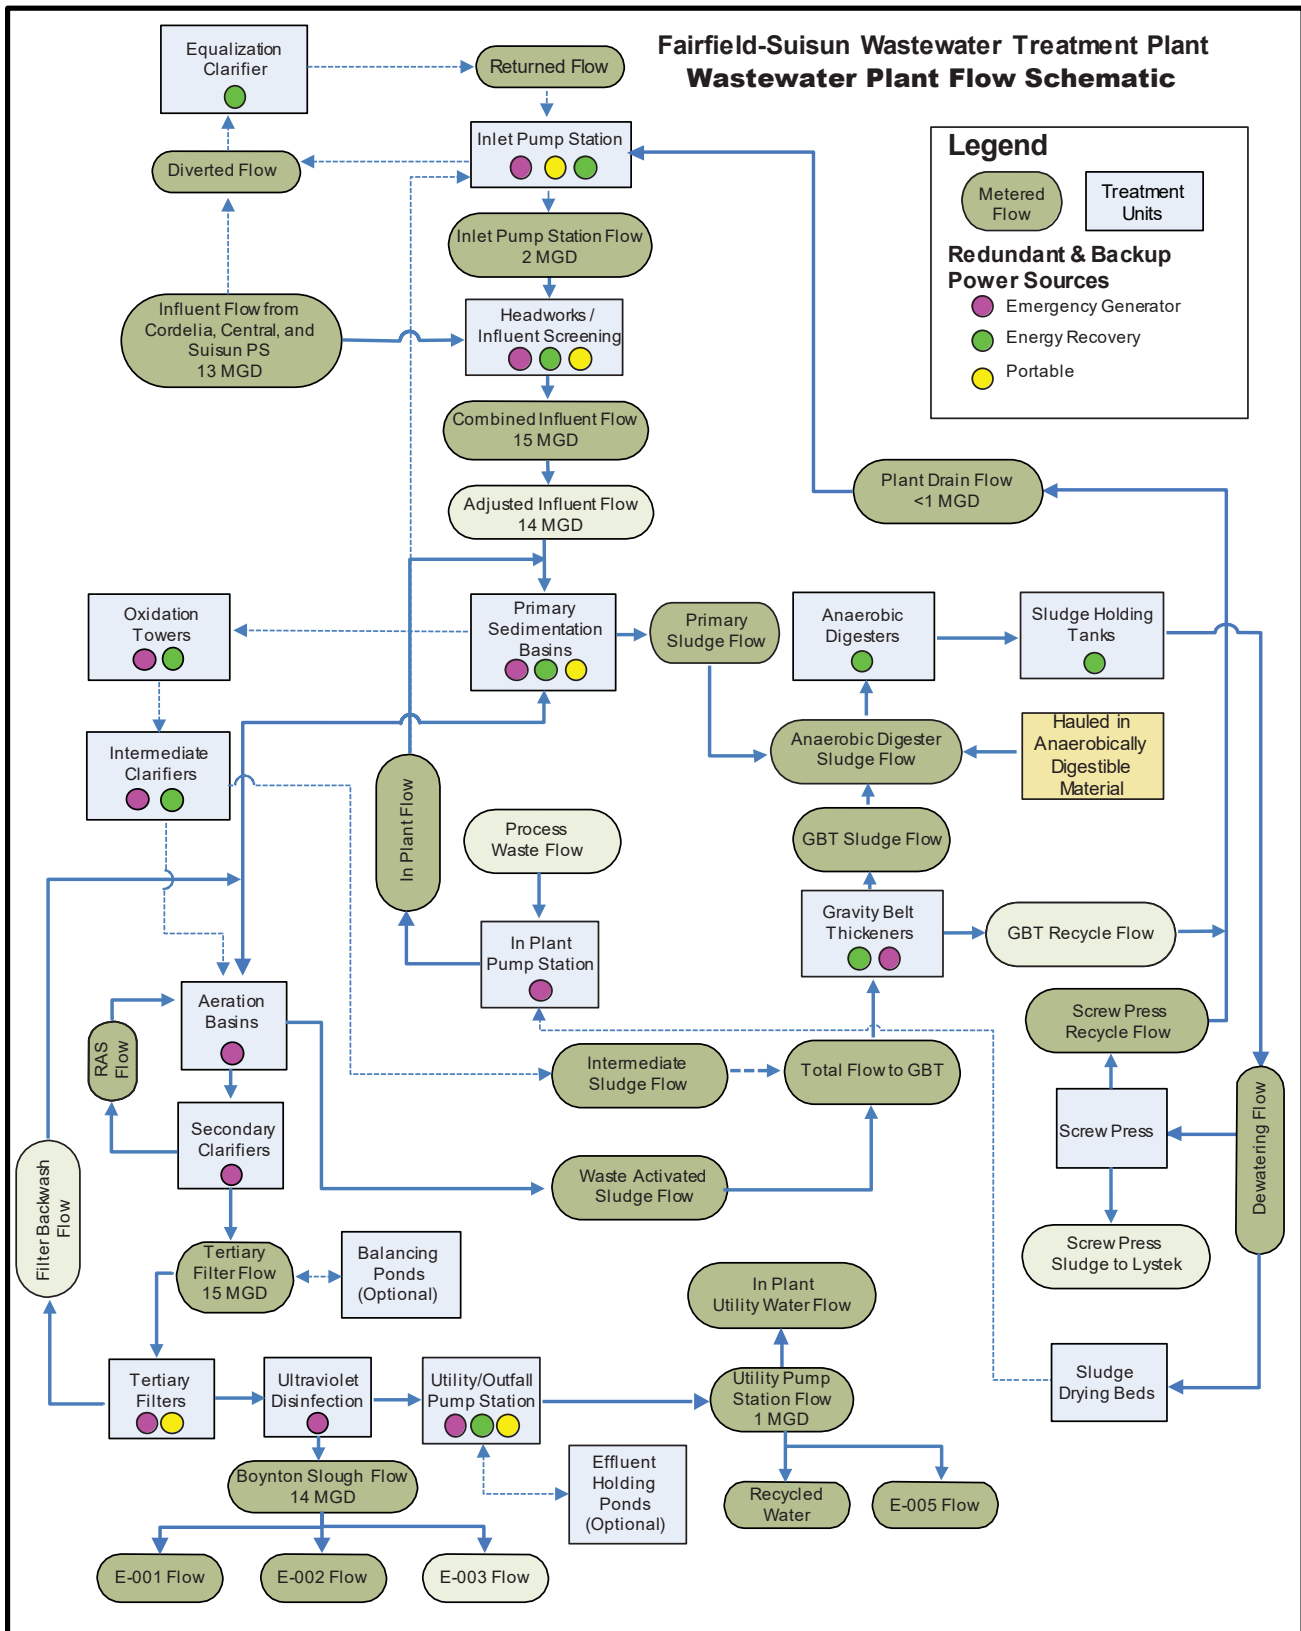 Fairfield-Suisun Wastewater Treatment Plant
Wastewater Plant Flow Schematic
Equalization
Clarifier
Returned Flow
Inlet Pump Station
Diverted Flow
Legend
Metered
Flow
Treatment
Units
Redundant & Backup
Power Sources
Emergency Generator
Energy Recovery
Portable
Inlet Pump Station Flow
2 MGD
Influent Flow from
Cordelia, Central, and
Suisun PS
13 MGD
Headworks /
Influent Screening
Combined Influent Flow
15 MGD
Plant Drain Flow
<1 MGD
Adjusted Influent Flow
14 MGD
Oxidation
Towers
Primary
Sedimentation
Basins
Primary
Sludge Flow
Anaerobic
Digesters
Sludge Holding
Tanks
Intermediate
Clarifiers
Anaerobic Digester
Sludge Flow
Hauled in
Anaerobically
Digestible
Material
In Plant Flow
Process
Waste Flow
GBT Sludge Flow
In Plant
Pump Station
Gravity Belt
Thickeners
GBT Recycle Flow
Aeration
Basins
RAS
Flow
Screw Press
Recycle Flow
Intermediate
Sludge Flow
Total Flow to GBT
Secondary
Clarifiers
Screw Press
Dewatering Flow
Waste Activated
Sludge Flow
Filter Backwash
Flow
Screw Press
Sludge to Lystek
Tertiary
Filter Flow
15 MGD
Balancing
Ponds
(Optional)
In Plant
Utility Water Flow
Tertiary
Filters
Ultraviolet
Disinfection
Utility/Outfall
Pump Station
Utility Pump
Station Flow
1 MGD
Sludge
Drying Beds
Boynton Slough Flow
14 MGD
Effluent
Holding
Ponds
(Optional)
Recycled
Water
E-005 Flow
E-001 Flow
E-002 Flow
E-003 Flow